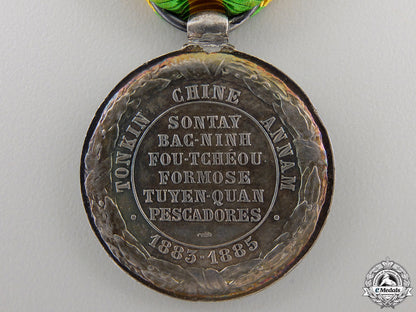 TONKIN CHINE ANNAM
SONTAY
BAC-NINH
FOU-TCHÉOU
FORMOSE
TUYEN-QUAN
PESCADORES
· 1883-1885 ·
eMedals